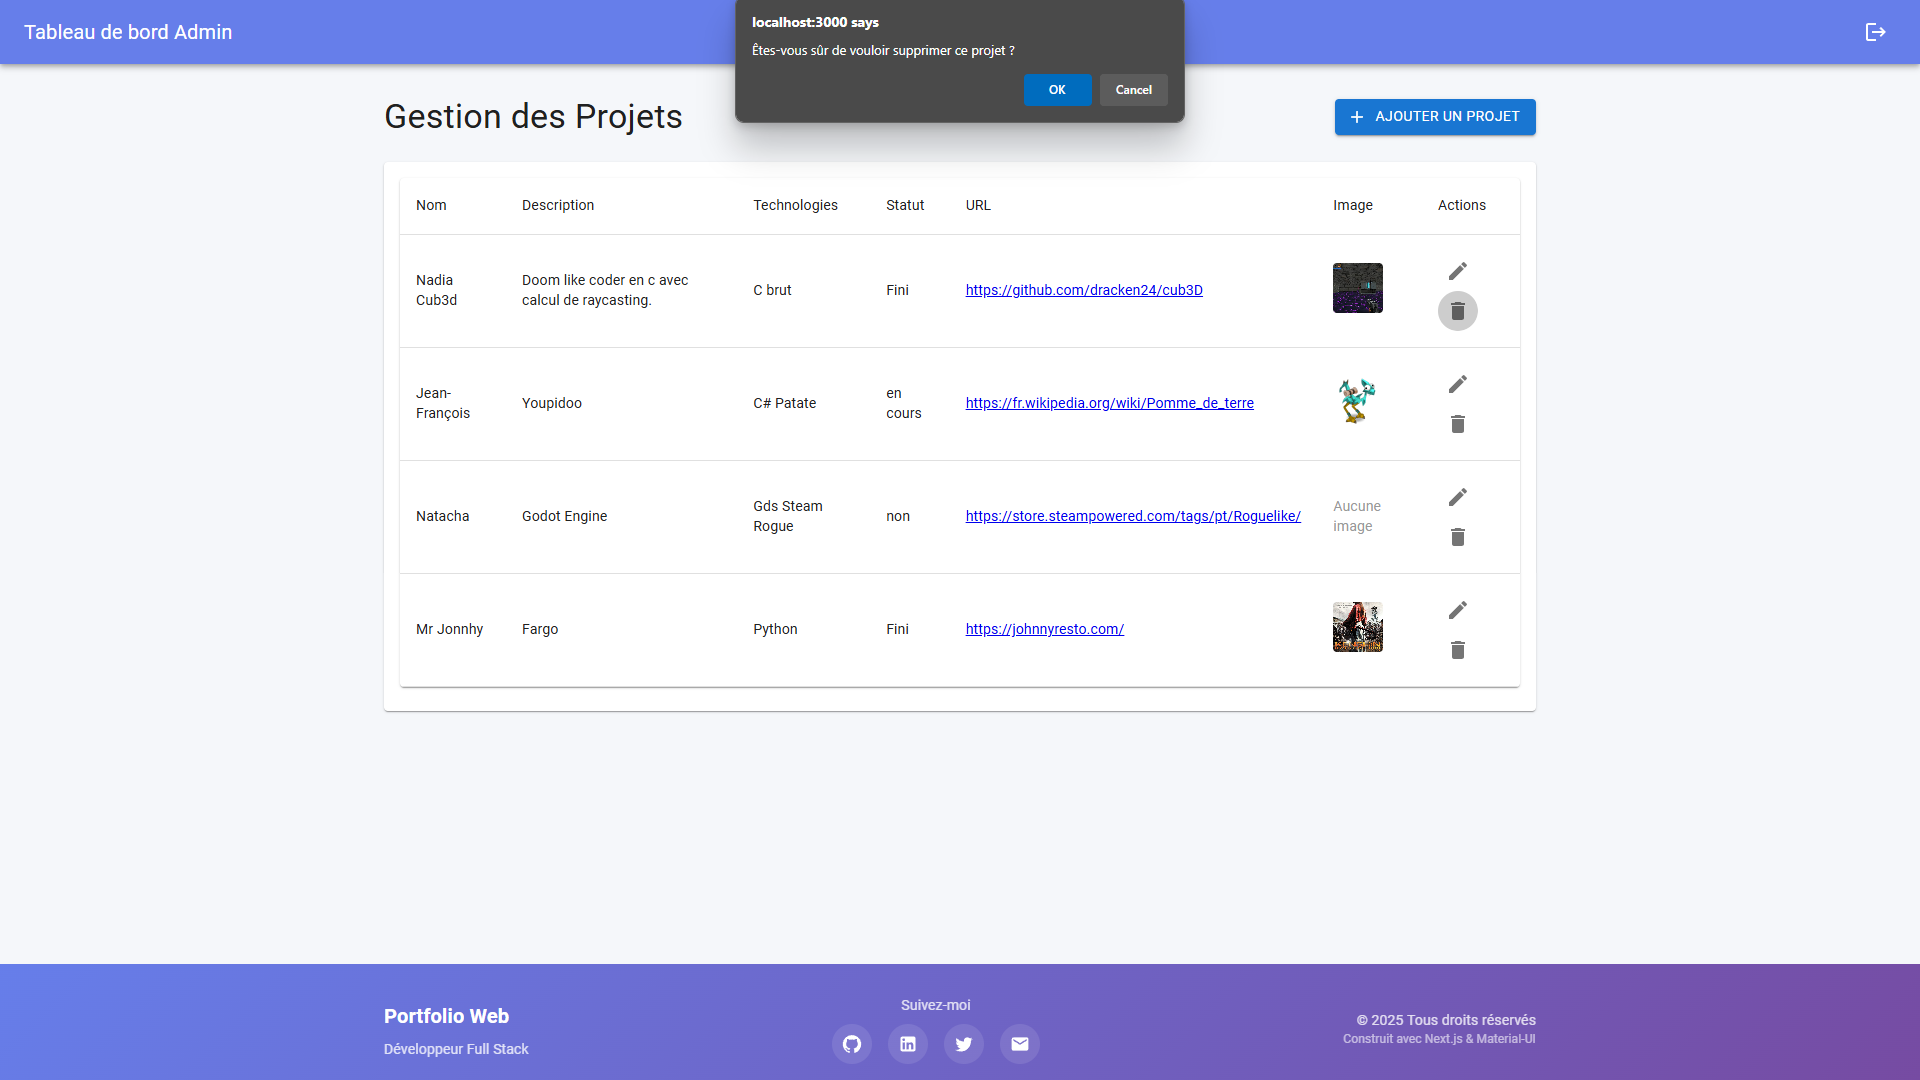 Tableau de bord Admin
localhost:3000 says
Êtes-vous sûr de vouloir supprimer ce projet ?
OK
Cancel
Gestion des Projets
AJOUTER UN PROJET
Nom
Description
Technologies
Statut
URL
Image
Actions
Nadia
Cub3d
Doom like coder en c avec
calcul de raycasting.
C brut
Fini
https://github.com/dracken24/cub3D
Jean-
François
Youpidoo
C# Patate
en
cours
https://fr.wikipedia.org/wiki/Pomme_de_terre
Natacha
Godot Engine
Gds Steam
Rogue
non
https://store.steampowered.com/tags/pt/Roguelike/
Aucune
image
Mr Jonnhy
Fargo
Python
Fini
https://johnnyresto.com/
Portfolio Web
Développeur Full Stack
Suivez-moi
© 2025 Tous droits réservés
Construit avec Next.js & Material-UI